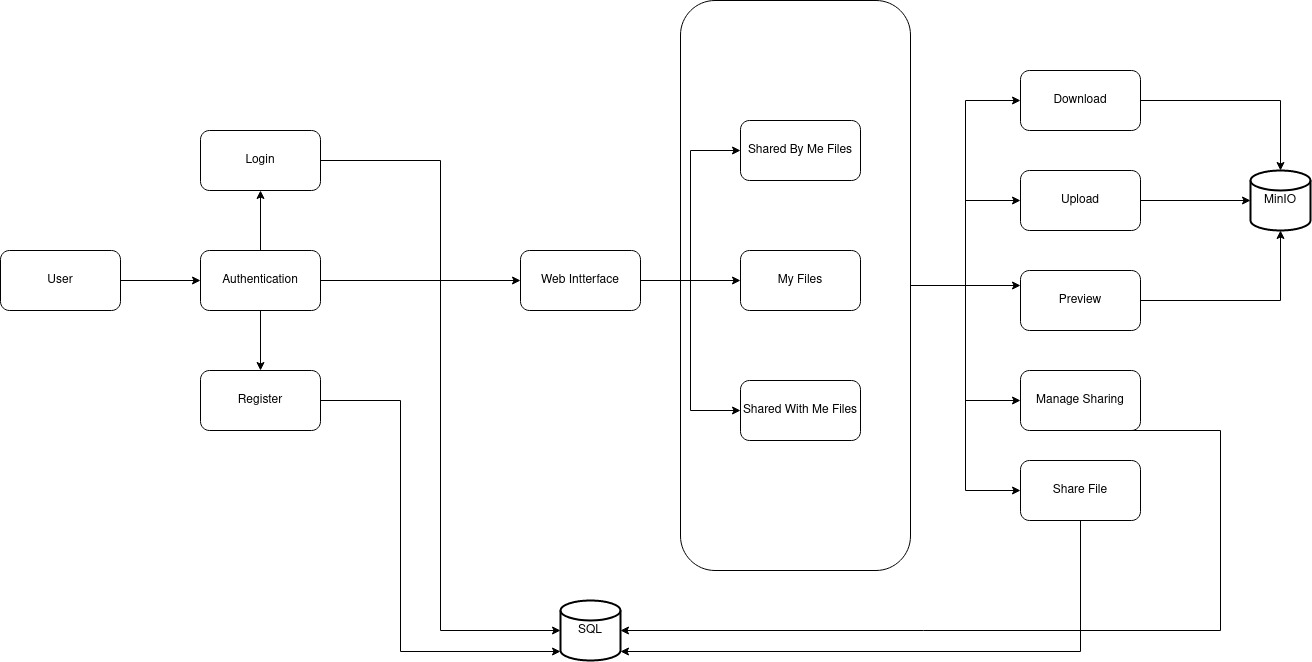 User
Login
Authentication
Register
Web Intterface
Shared By Me Files
My Files
Shared With Me Files
Download
Upload
Preview
Manage Sharing
Share File
MinIO
SQL